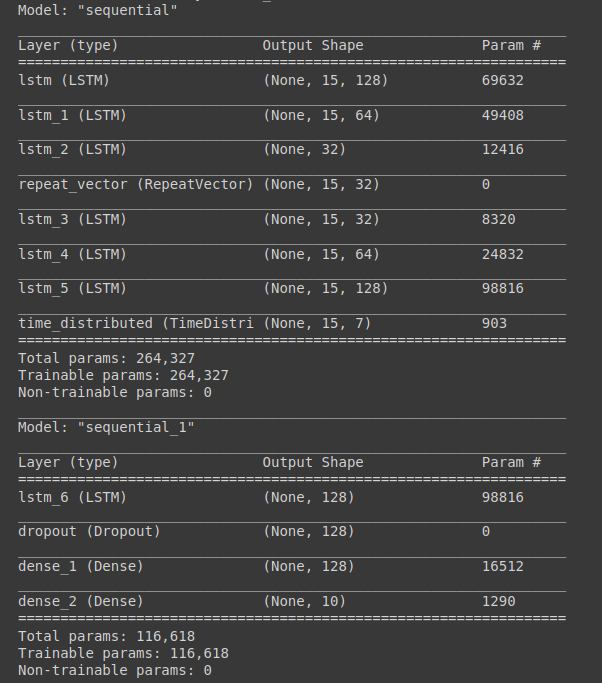 Model: "sequential"
Layer (type) Output Shape Param #
=================================================================
lstm (LSTM) (None, 15, 128) 69632
lstm_1 (LSTM) (None, 15, 64) 49408
lstm_2 (LSTM) (None, 32) 12416
repeat_vector (RepeatVector) (None, 15, 32) 0
lstm_3 (LSTM) (None, 15, 32) 8320
lstm_4 (LSTM) (None, 15, 64) 24832
lstm_5 (LSTM) (None, 15, 128) 98816
time_distributed (TimeDistri (None, 15, 7) 903
=================================================================
Total params: 264,327
Trainable params: 264,327
Non-trainable params: 0
Model: "sequential_1"
Layer (type) Output Shape Param #
=================================================================
lstm_6 (LSTM) (None, 128) 98816
dropout (Dropout) (None, 128) 0
dense_1 (Dense) (None, 128) 16512
dense_2 (Dense) (None, 10) 1290
=================================================================
Total params: 116,618
Trainable params: 116,618
Non-trainable params: 0